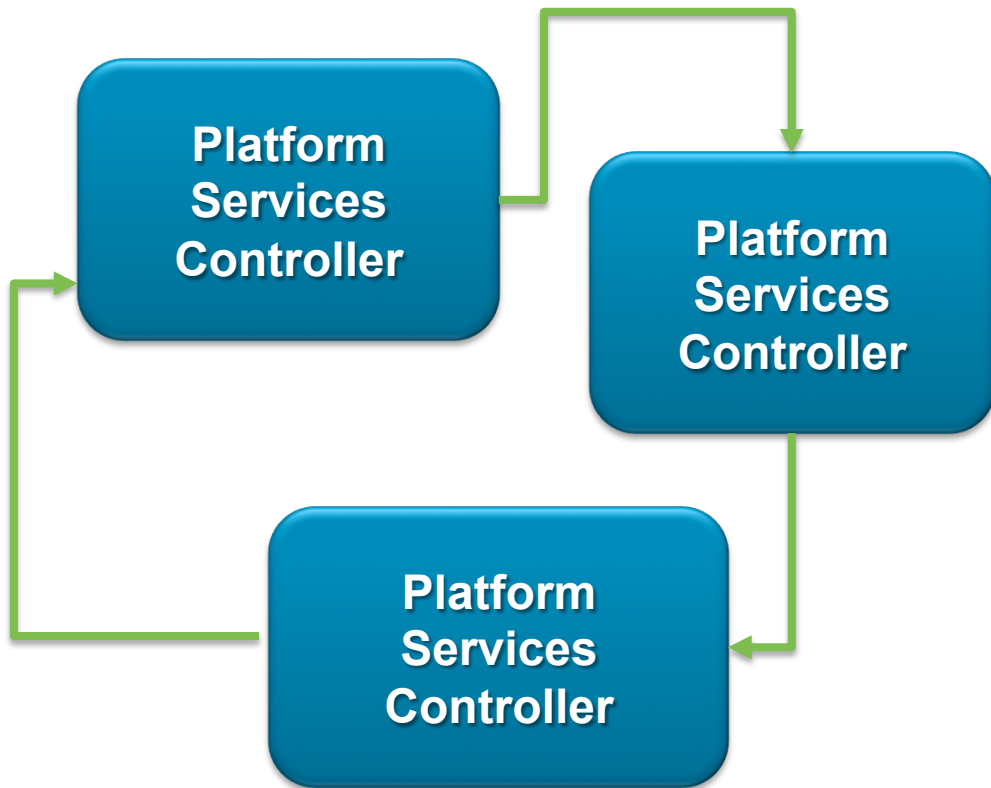 Platform
Services
Controller
Platform
Services
Controller
Platform
Services
Controller